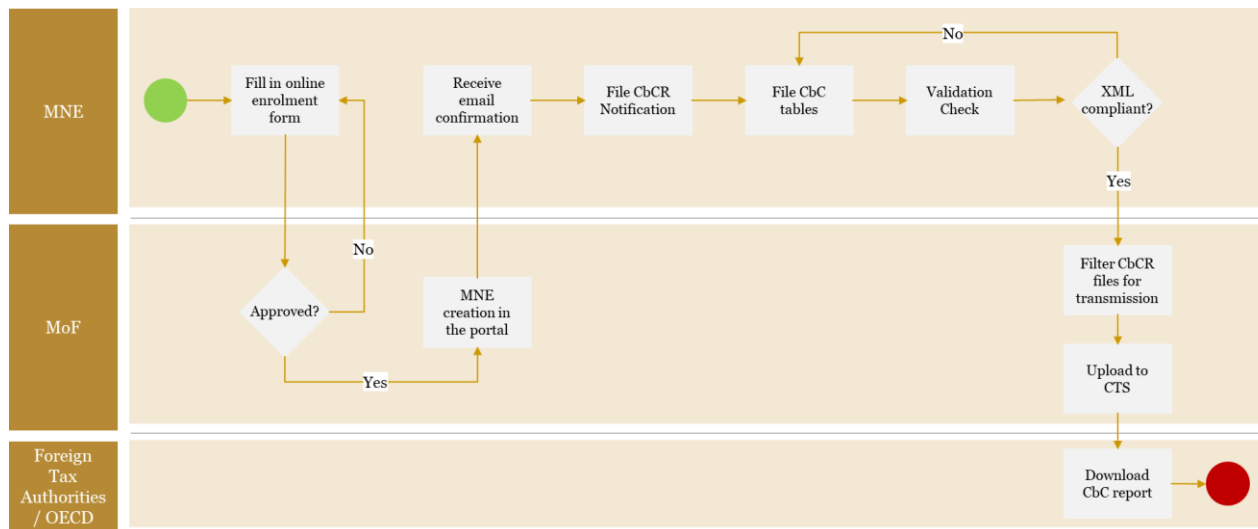 MNE
Fill in online
enrolment
form
Receive
email
confirmation
File CbCR
Notification
File CbC
tables
Validation
Check
XML
compliant?
No
Yes
MoF
Approved?
No
Yes
MNE
creation in
the portal
Filter CbCR
files for
transmission
Upload to
CTS
Foreign
Tax
Authorities
/ OECD
Download
CbC report